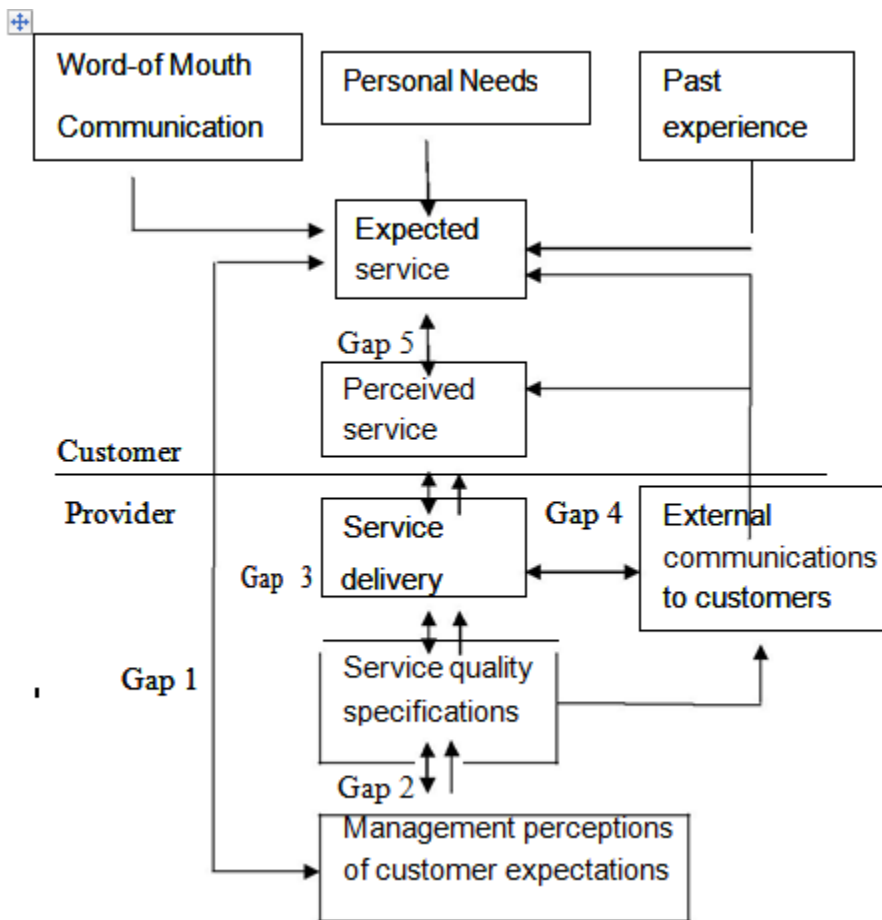 Word-of Mouth
Communication
Personal Needs
Past
experience
Expected
service
Gap 5
Perceived
service
Customer
Provider
Service
delivery
Gap 4
External
communications
to customers
Gap 3
Gap 1
Service quality
specifications
Gap 2
Management perceptions
of customer expectations